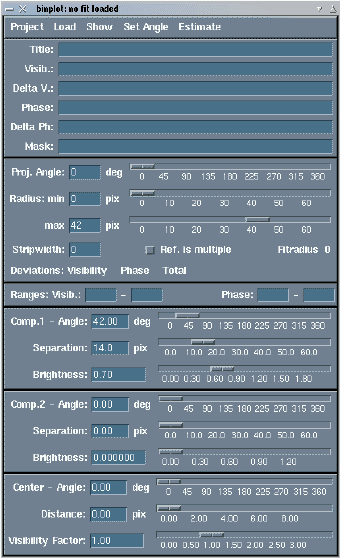 binplot: no fit loaded
Project Load Show Set Angle Estimate
Title:
Visib.:
Delta V.:
Phase:
Delta Ph:
Mask:
Proj. Angle: 0 deg
0 45 90 135 180 225 270 315 360
Radius: min 0 pix
0 10 20 30 40 50 60
max 42 pix
0 10 20 30 40 50 60
Stripwidth: 0 Ref. is multiple Fitradius 0
Deviations: Visibility Phase Total
Ranges: Visib.: - Phase: -
Comp.1 - Angle: 42.00 deg
0 45 90 135 180 225 270 315 360
Separation: 14.0 pix
0.0 10.0 20.0 30.0 40.0 50.0 60.0
Brightness: 0.70
0.00 0.30 0.60 0.90 1.20 1.50 1.80
Comp.2 - Angle: 0.00 deg
0 45 90 135 180 225 270 315 360
Separation: 0.00 pix
0.0 10.0 20.0 30.0 40.0 50.0 60.0
Brightness: 0.000000
0.00 0.30 0.60 0.90 1.20
Center - Angle: 0.00 deg
0 45 90 135 180 225 270 315 360
Distance: 0.00 pix
0.00 2.00 4.00 6.00 8.00
Visibility Factor: 1.00
0.00 0.50 1.00 1.50 2.00 2.50 3.00